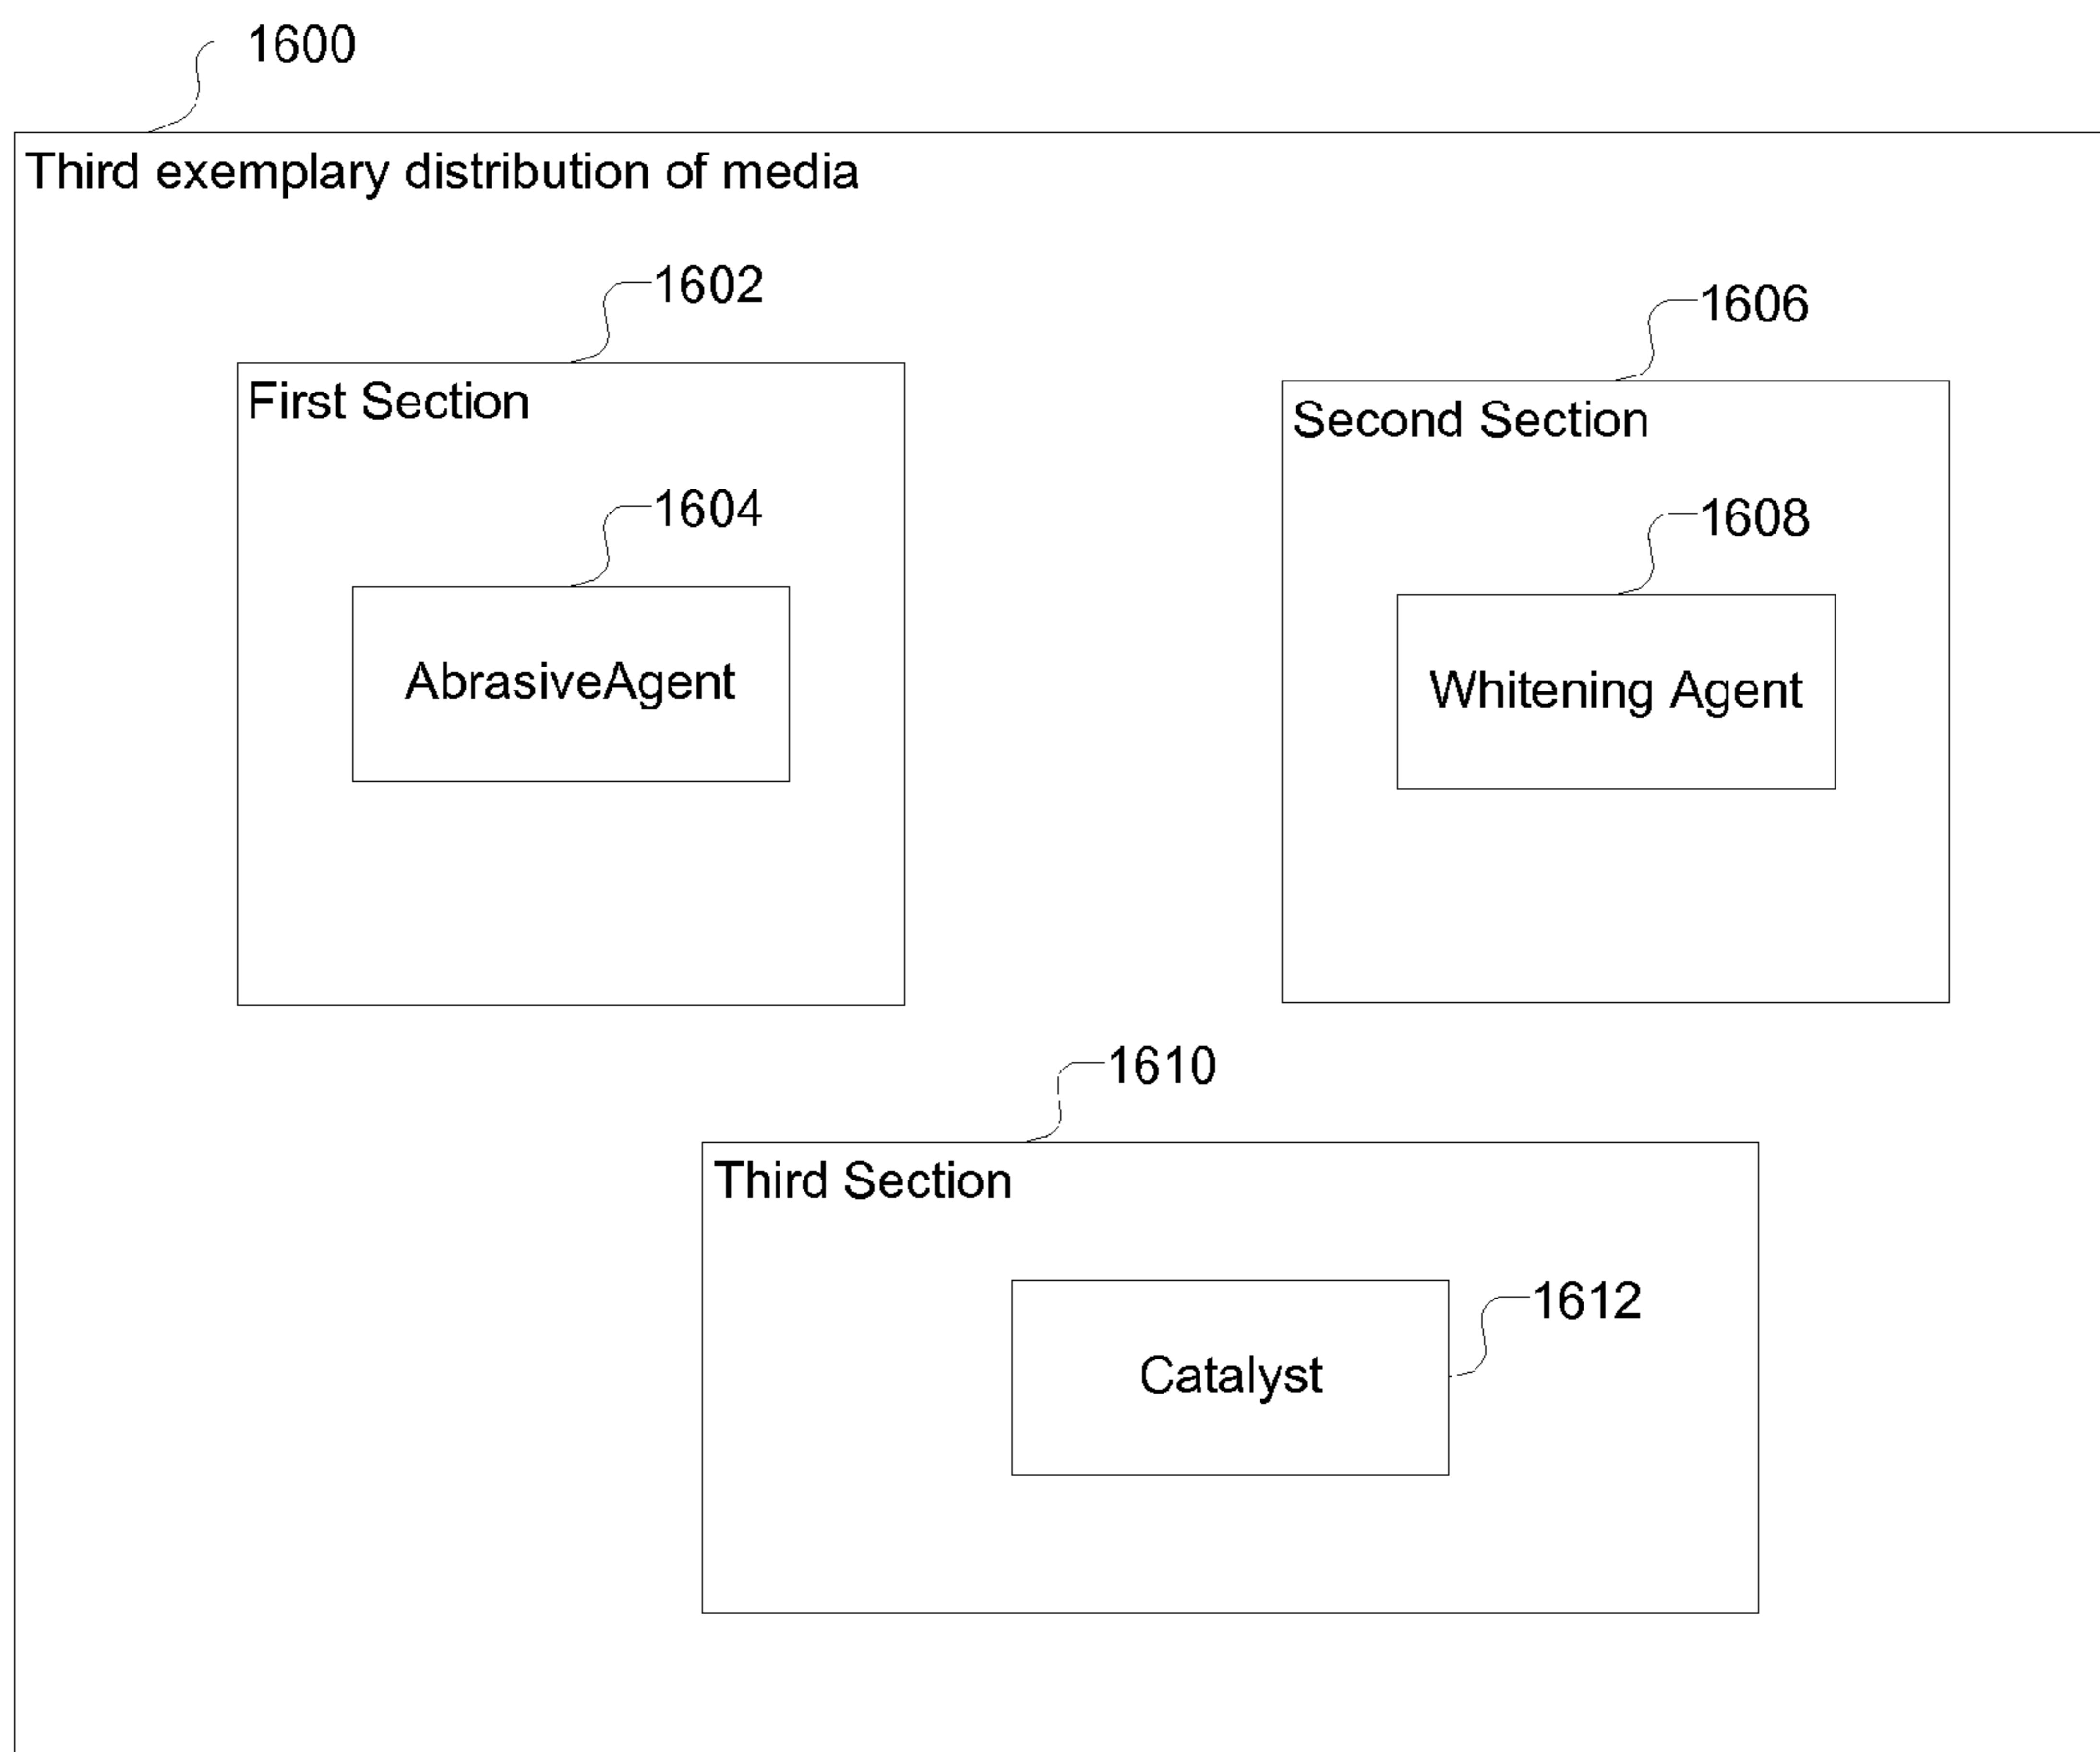 1600
Third exemplary distribution of media
1602
1606
First Section
Second Section
1604
1608
AbrasiveAgent
Whitening Agent
1610
Third Section
1612
Catalyst